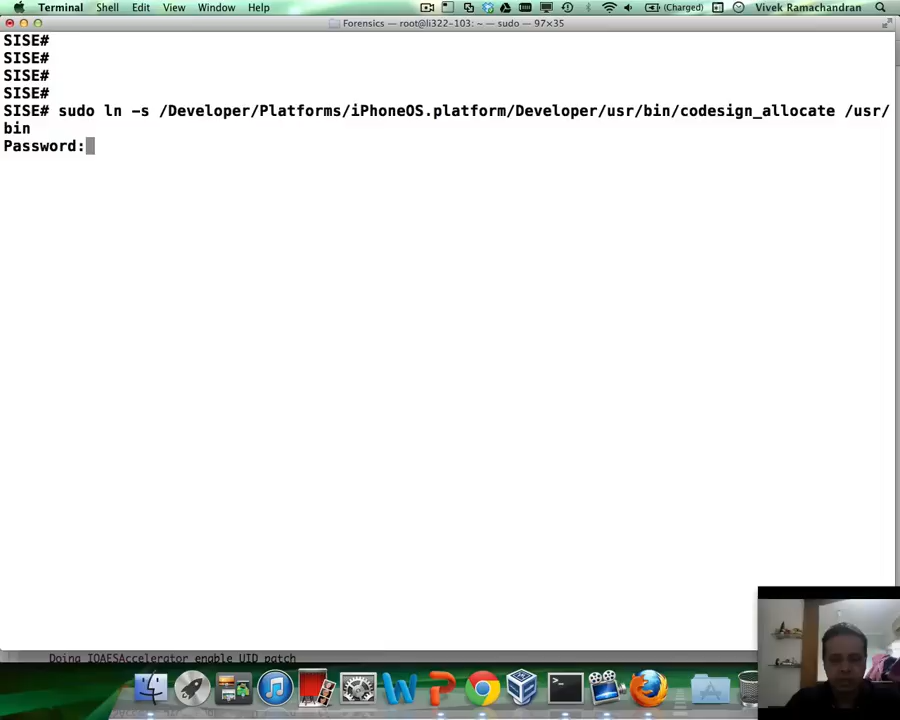 Terminal Shell Edit View Window Help (Charged) Vivek Ramachandran
Forensics — root@li322-103: ~ — sudo — 97×35
SISE#
SISE#
SISE#
SISE#
SISE# sudo ln -s /Developer/Platforms/iPhoneOS.platform/Developer/usr/bin/codesign_allocate /usr/
bin
Password:
Doing IOAESAccelerator enable UID patch